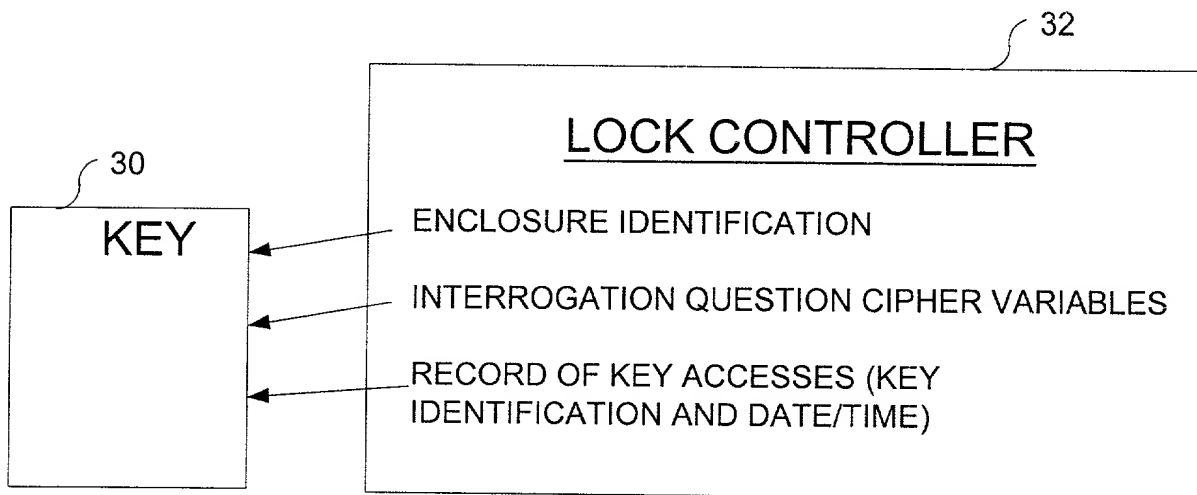 32
LOCK CONTROLLER
30
KEY
ENCLOSURE IDENTIFICATION
INTERROGATION QUESTION CIPHER VARIABLES
RECORD OF KEY ACCESSES (KEY
IDENTIFICATION AND DATE/TIME)